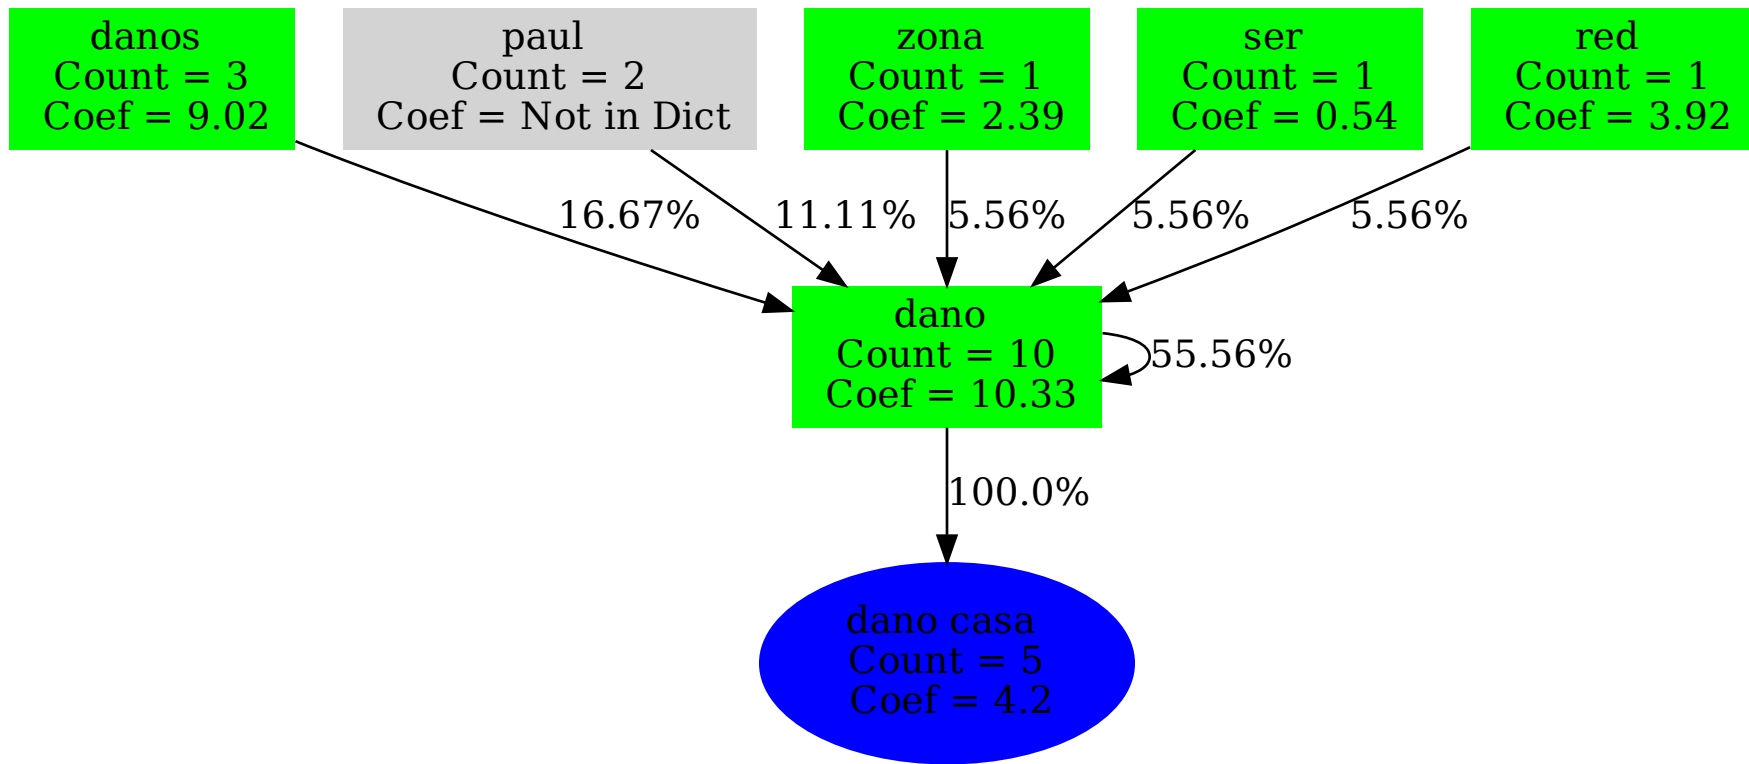 danos
Count = 3
Coef = 9.02
paul
Count = 2
Coef = Not in Dict
zona
Count = 1
Coef = 2.39
ser
Count = 1
Coef = 0.54
red
Count = 1
Coef = 3.92
16.67%
11.11%
5.56%
5.56%
5.56%
dano
Count = 10
Coef = 10.33
55.56%
100.0%
dano casa
Count = 5
Coef = 4.2